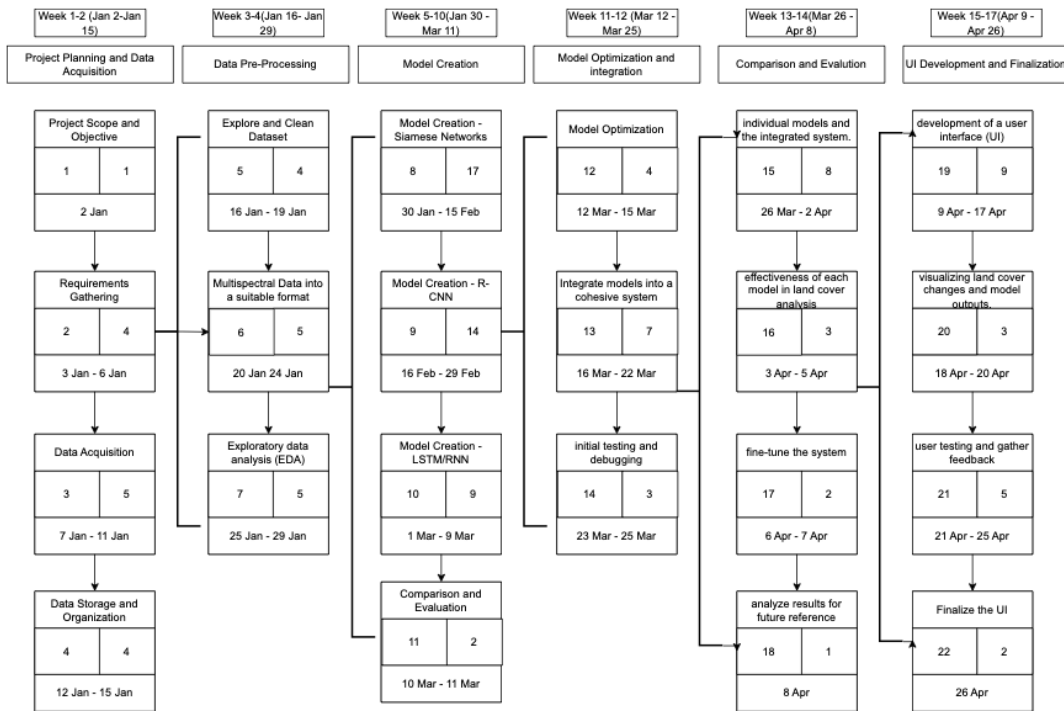 Week 1-2 (Jan 2-Jan
15)
Project Planning and Data
Acquisition
Project Scope and
Objective
1 1
2 Jan
Requirements
Gathering
2 4
3 Jan - 6 Jan
Data Acquisition
3 5
7 Jan - 11 Jan
Data Storage and
Organization
4 4
12 Jan - 15 Jan
Week 3-4(Jan 16- Jan
29)
Data Pre-Processing
Explore and Clean
Dataset
5 4
16 Jan - 19 Jan
Multispectral Data into
a suitable format
6 5
20 Jan 24 Jan
Exploratory data
analysis (EDA)
7 5
25 Jan - 29 Jan
Week 5-10(Jan 30 -
Mar 11)
Model Creation
Model Creation -
Siamese Networks
8 17
30 Jan - 15 Feb
Model Creation - R-
CNN
9 14
16 Feb - 29 Feb
Model Creation -
LSTM/RNN
10 9
1 Mar - 9 Mar
Comparison and
Evaluation
11 2
10 Mar - 11 Mar
Week 11-12 (Mar 12 -
Mar 25)
Model Optimization and
integration
Model Optimization
12 4
12 Mar - 15 Mar
Integrate models into a
cohesive system
13 7
16 Mar - 22 Mar
initial testing and
debugging
14 3
23 Mar - 25 Mar
Week 13-14(Mar 26 -
Apr 8)
Comparison and Evalution
individual models and
the integrated system.
15 8
26 Mar - 2 Apr
effectiveness of each
model in land cover
analysis
16 3
3 Apr - 5 Apr
fine-tune the system
17 2
6 Apr - 7 Apr
analyze results for
future reference
18 1
8 Apr
Week 15-17(Apr 9 -
Apr 26)
UI Development and Finalization
development of a user
interface (UI)
19 9
9 Apr - 17 Apr
visualizing land cover
changes and model
outputs.
20 3
18 Apr - 20 Apr
user testing and gather
feedback
21 5
21 Apr - 25 Apr
Finalize the UI
22 2
26 Apr